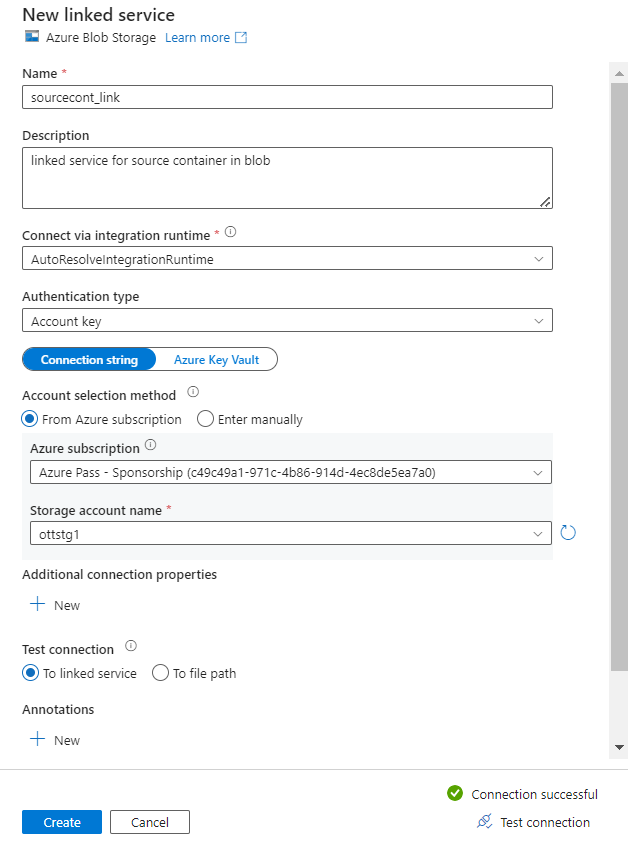 New linked service
Azure Blob Storage Learn more
Name *
sourcecont_link
Description
linked service for source container in blob
Connect via integration runtime *
AutoResolveIntegrationRuntime
Authentication type
Account key
Connection string Azure Key Vault
Account selection method
From Azure subscription Enter manually
Azure subscription
Azure Pass - Sponsorship (c49c49a1-971c-4b86-914d-4ec8de5ea7a0)
Storage account name *
ottstg1
Additional connection properties
New
Test connection
To linked service To file path
Annotations
New
Connection successful
Create Cancel Test connection